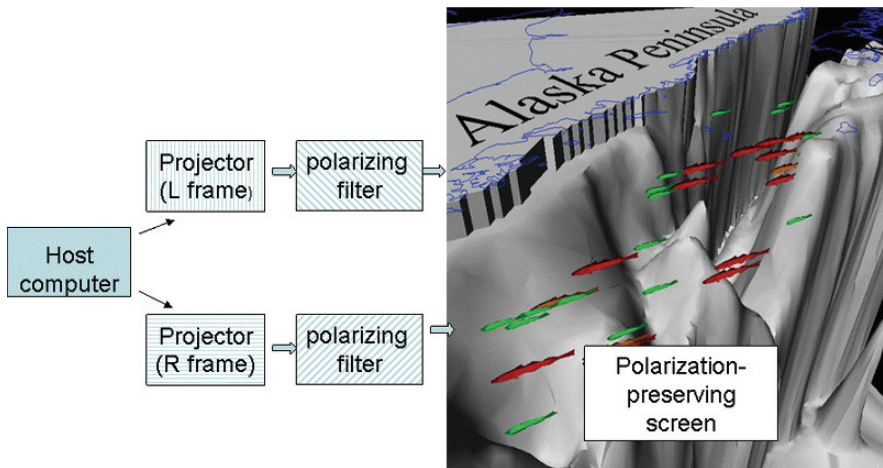 Alaska Peninsula
Projector
(L frame)
polarizing
filter
Host
computer
Projector
(R frame)
polarizing
filter
Polarization-
preserving
screen